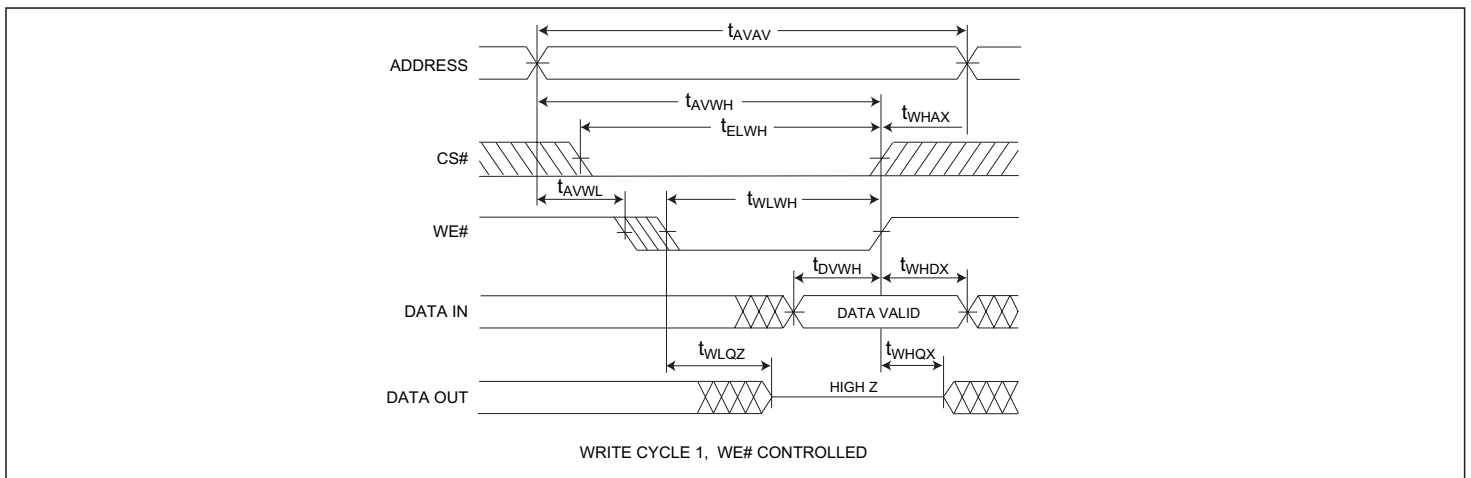 tAVAV
ADDRESS
tAVWH
tELWH
tWHAX
CS#
tAVWL
tWLWH
WE#
tDVWH
tWHDX
DATA IN
DATA VALID
tWLQZ
tWHQX
HIGH Z
DATA OUT
WRITE CYCLE 1, WE# CONTROLLED